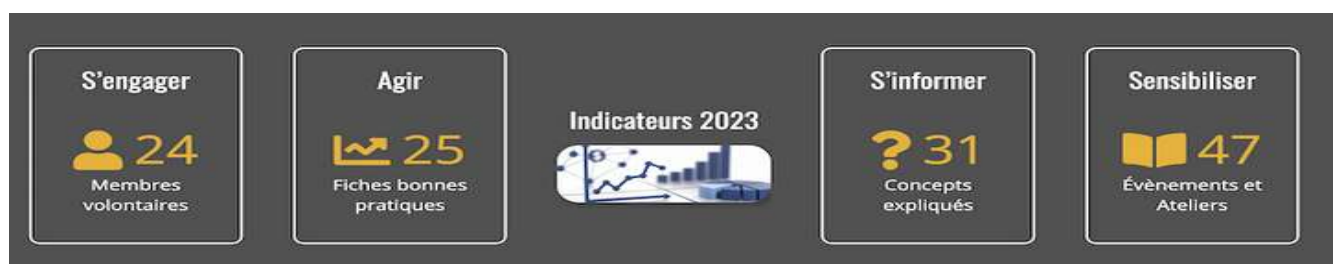 S'engager
24
Membres
volontaires
Agir
25
Fiches bonnes
pratiques
Indicateurs 2023
S'informer
?
31
Concepts
expliqués
Sensibiliser
47
Évènements et
Ateliers